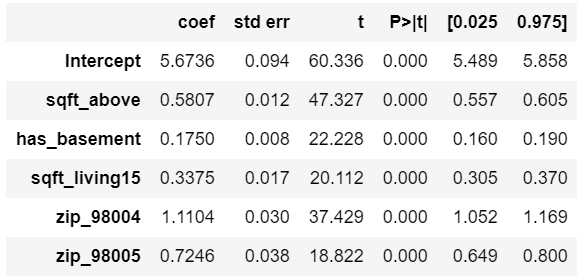 coef std err t P>|t| [0.025 0.975]
Intercept 5.6736 0.094 60.336 0.000 5.489 5.858
sqft_above 0.5807 0.012 47.327 0.000 0.557 0.605
has_basement 0.1750 0.008 22.228 0.000 0.160 0.190
sqft_living15 0.3375 0.017 20.112 0.000 0.305 0.370
zip_98004 1.1104 0.030 37.429 0.000 1.052 1.169
zip_98005 0.7246 0.038 18.822 0.000 0.649 0.800